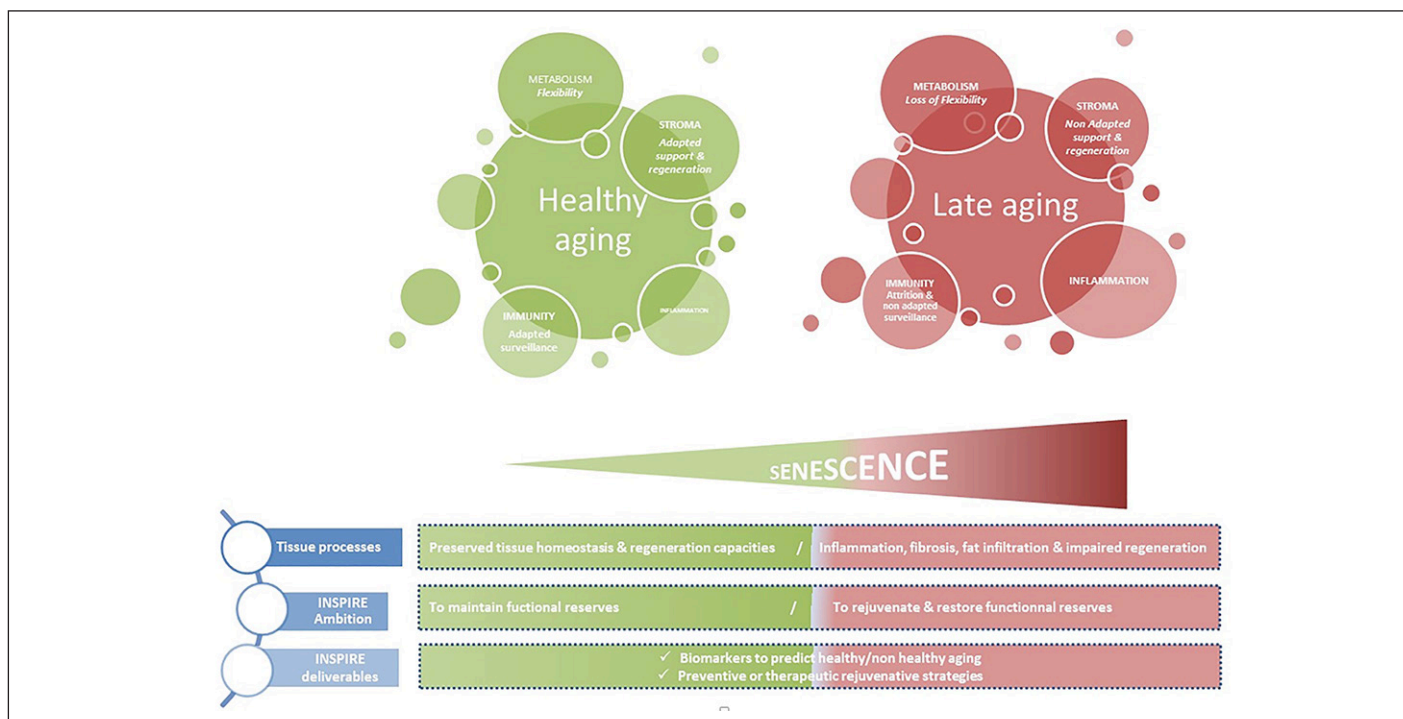 METABOLISM
Flexibility
STROMA
Adapted
support &
regeneration
Healthy
aging
IMMUNITY
Adapted
surveillance
INFLAMMATION
METABOLISM
Loss of Flexibility
STROMA
Non Adapted
support &
regeneration
Late aging
IMMUNITY
Attrition &
non adapted
surveillance
INFLAMMATION
SENESCENCE
Tissue processes
Preserved tissue homeostasis & regeneration capacities / Inflammation, fibrosis, fat infiltration & impaired regeneration
INSPIRE
Ambition
To maintain fuctional reserves / To rejuvenate & restore functionnal reserves
INSPIRE
deliverables
✓ Biomarkers to predict healthy/non healthy aging
✓ Preventive or therapeutic rejuvenative strategies